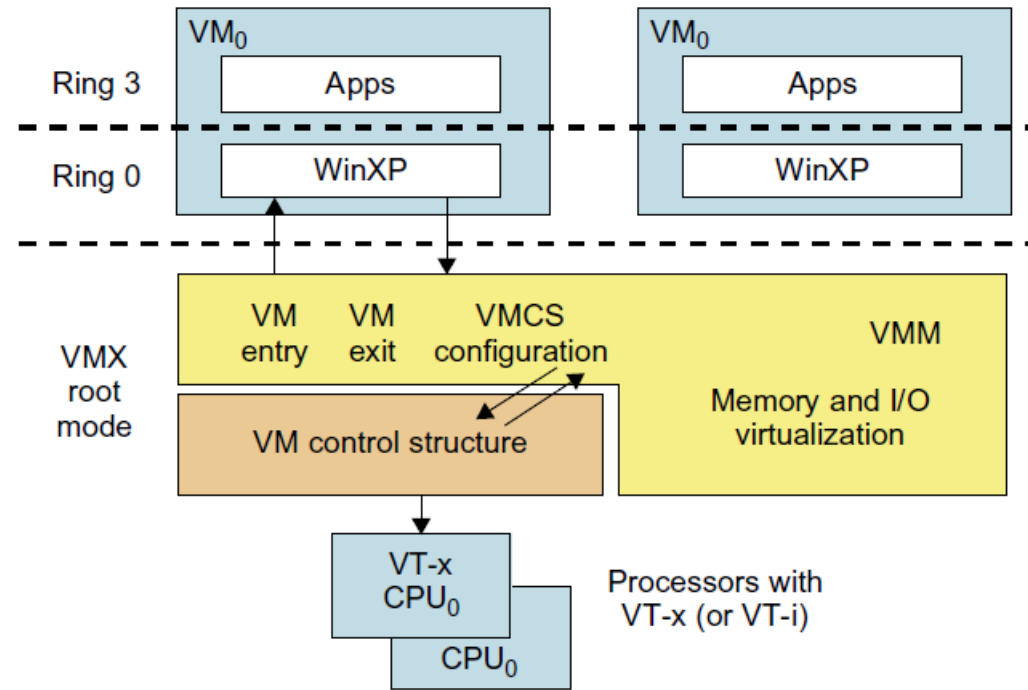 VM₀
VM₀
Ring 3
Apps
Apps
Ring 0
WinXP
WinXP
VMX
root
mode
VM
entry
VM
exit
VMCS
configuration
VMM
Memory and I/O
virtualization
VM control structure
VT-x
CPU₀
CPU₀
Processors with
VT-x (or VT-i)